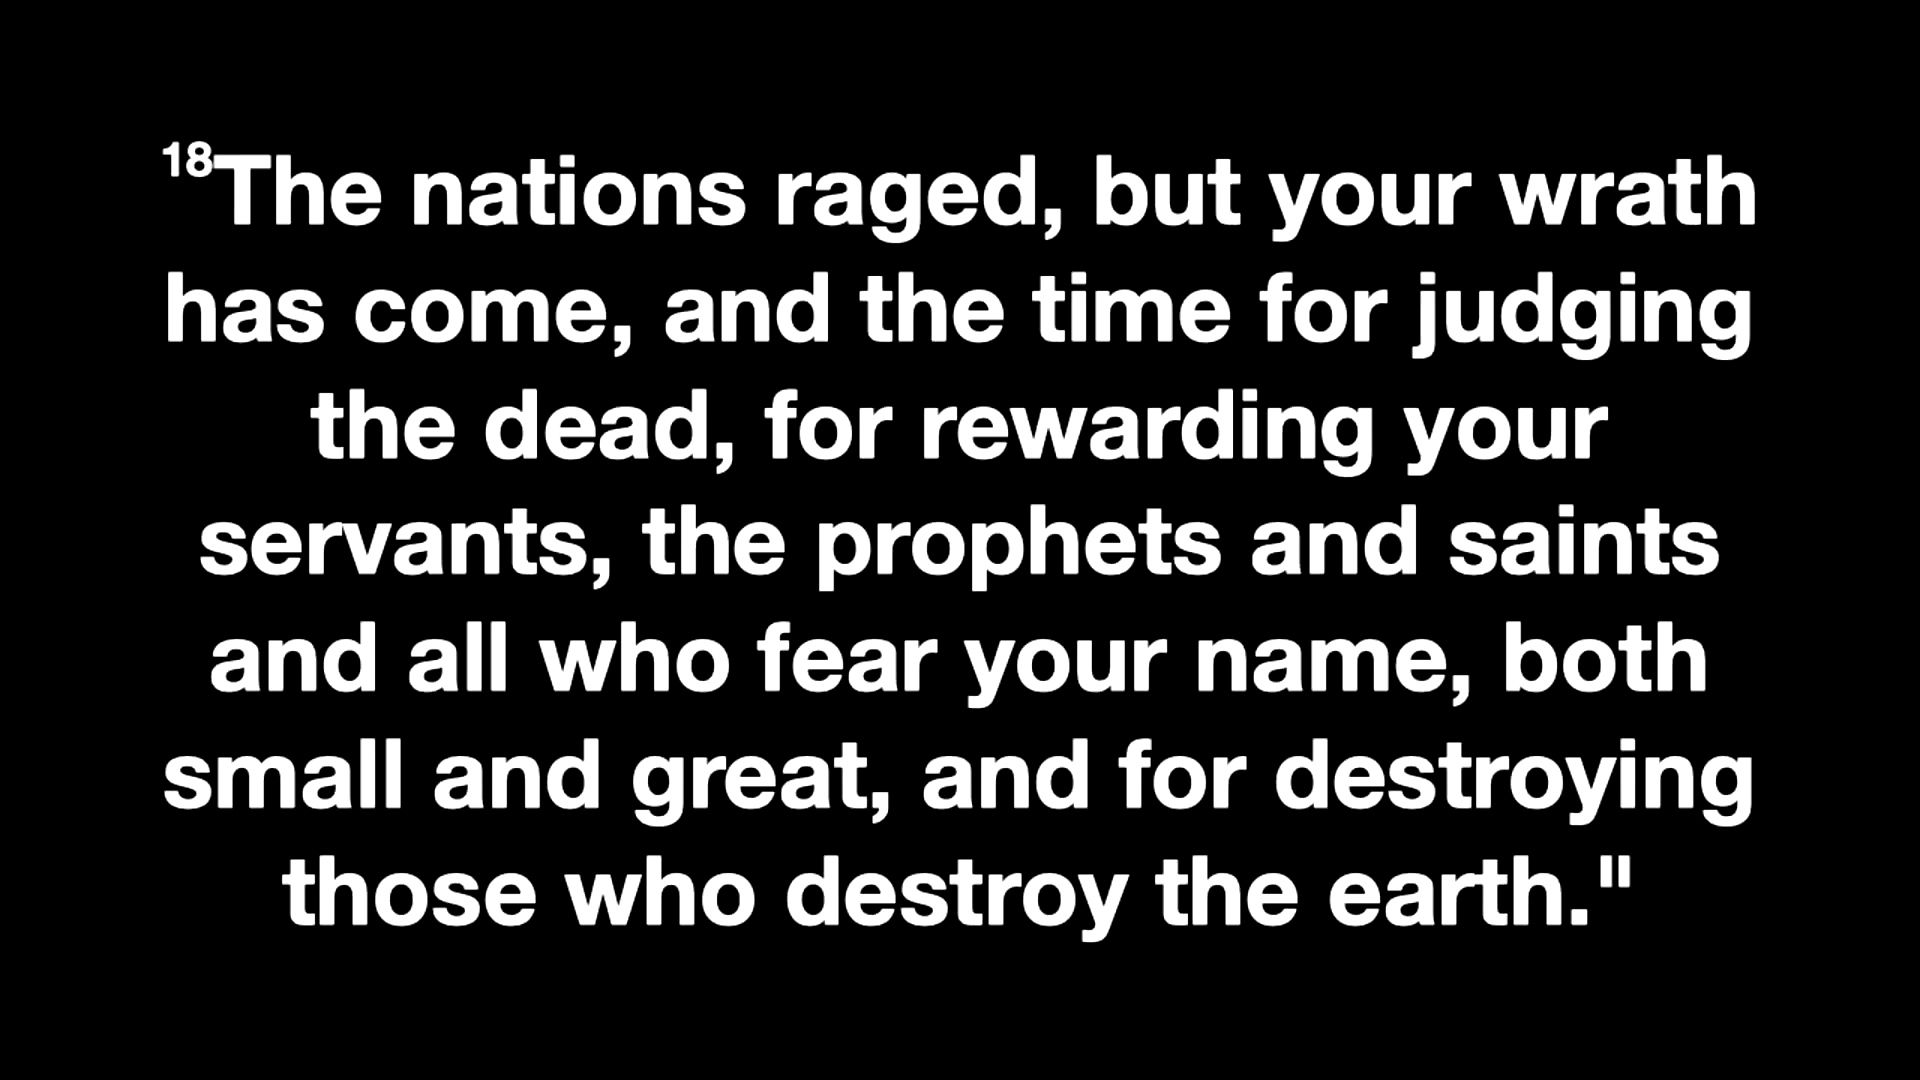 18The nations raged, but your wrath
has come, and the time for judging
the dead, for rewarding your
servants, the prophets and saints
and all who fear your name, both
small and great, and for destroying
those who destroy the earth."